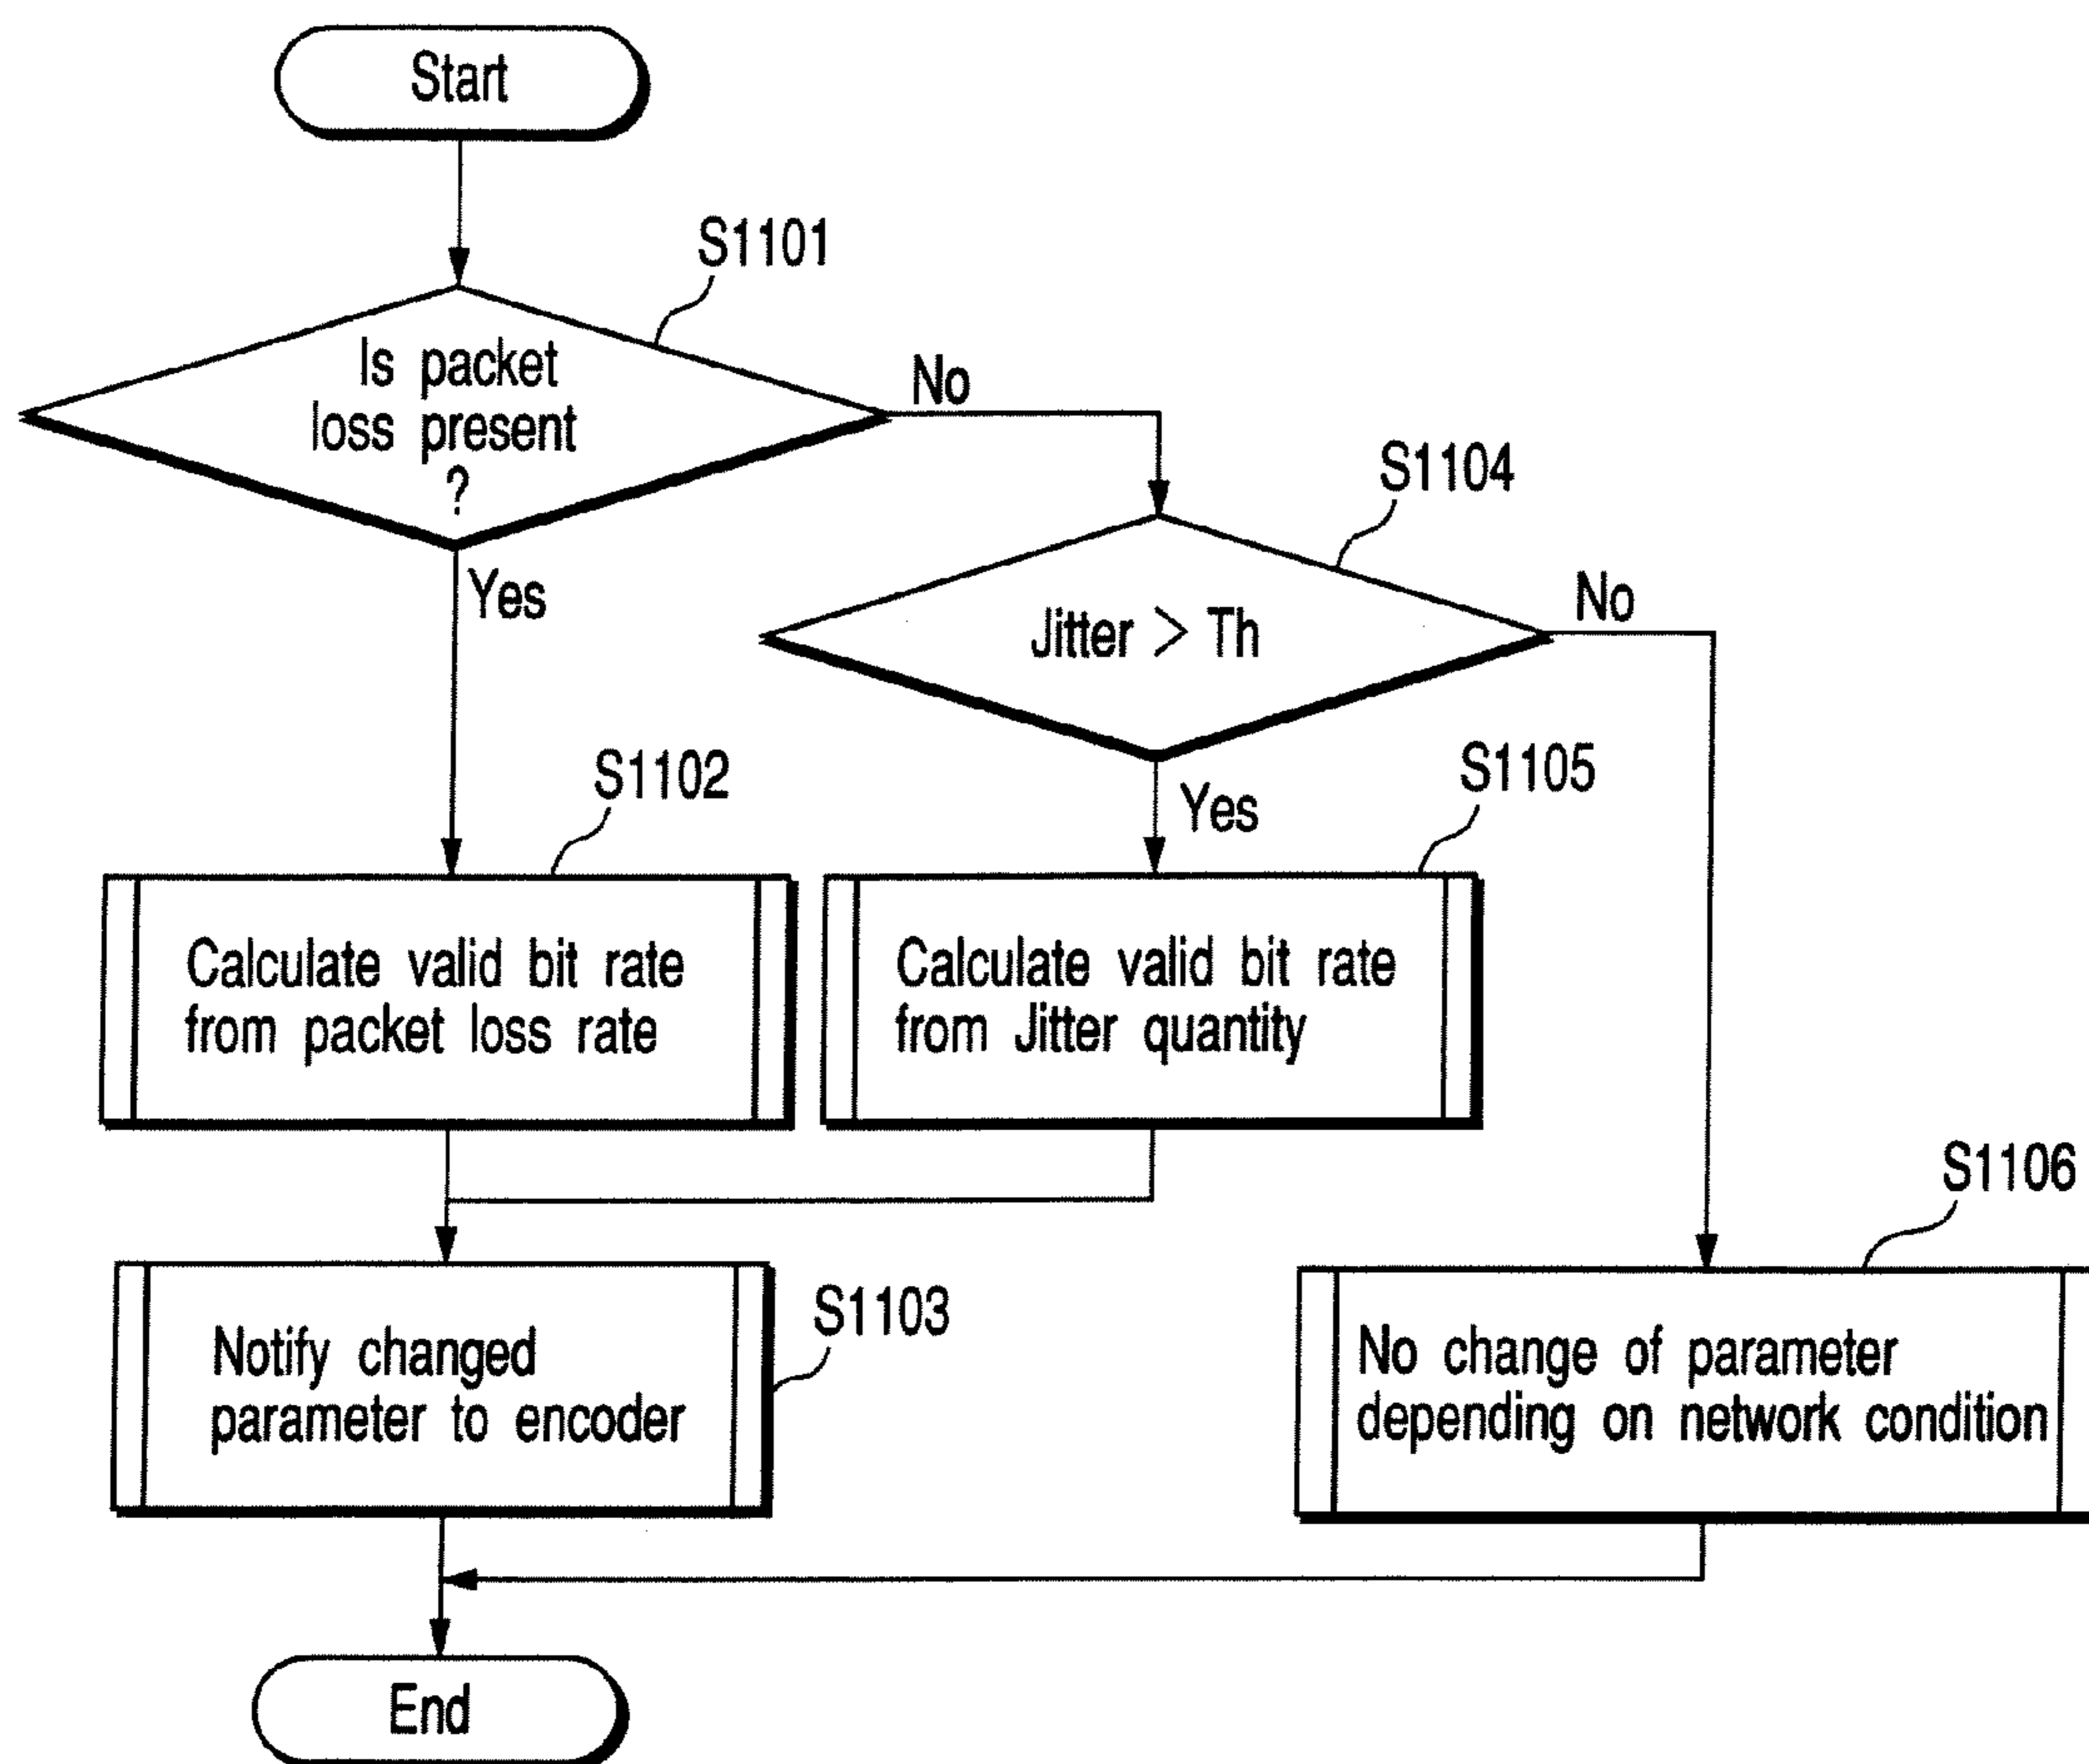 Start
S1101
Is packet
loss present
?
No
Yes
S1104
Jitter > Th
No
Yes
S1102
Calculate valid bit rate
from packet loss rate
S1105
Calculate valid bit rate
from Jitter quantity
S1103
Notify changed
parameter to encoder
S1106
No change of parameter
depending on network condition
End